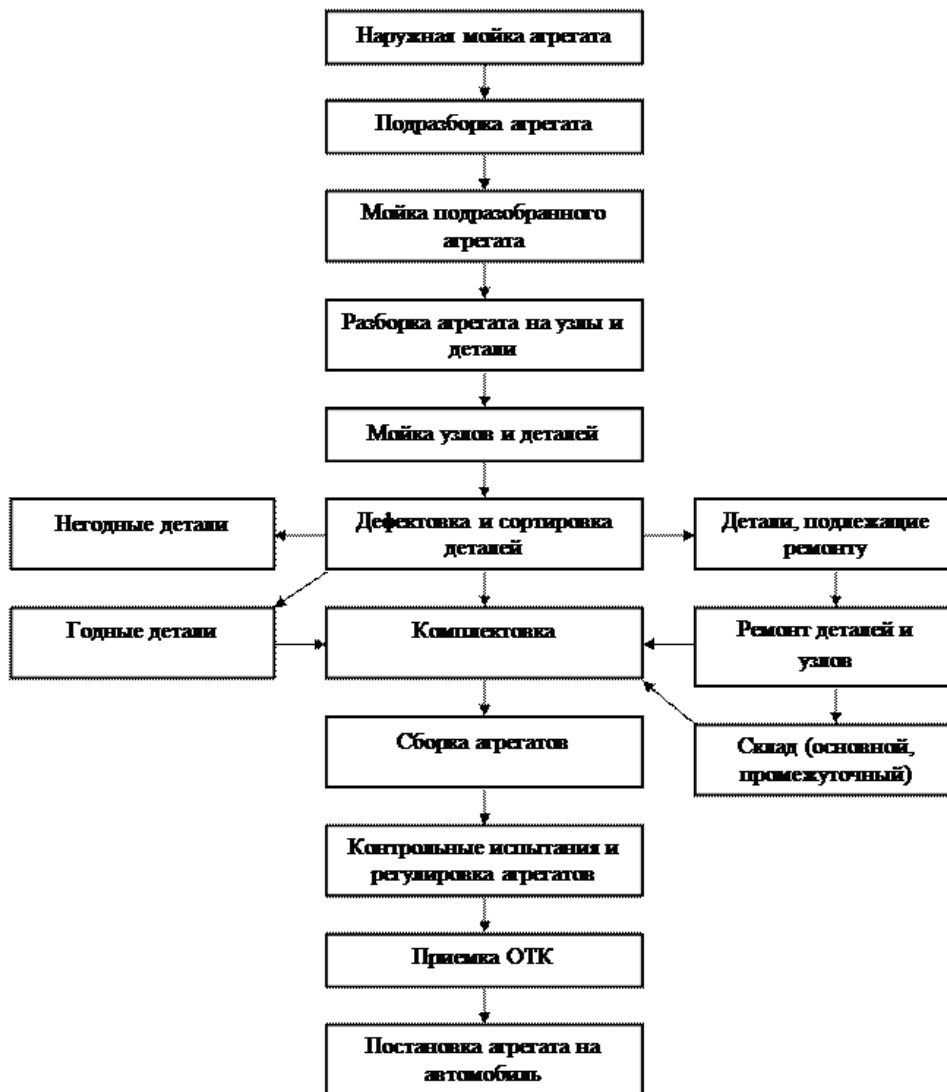 Наружная мойка агрегата
Подразборка агрегата
Мойка подразобранного
агрегата
Разборка агрегата на узлы и
детали
Мойка узлов и деталей
Негодные детали
Дефектовка и сортировка
деталей
Детали, подлежащие
ремонту
Годные детали
Комплектовка
Ремонт деталей и
узлов
Сборка агрегатов
Склад (основной,
промежуточный)
Контрольные испытания и
регулировка агрегатов
Приемка ОТК
Постановка агрегата на
автомобиль